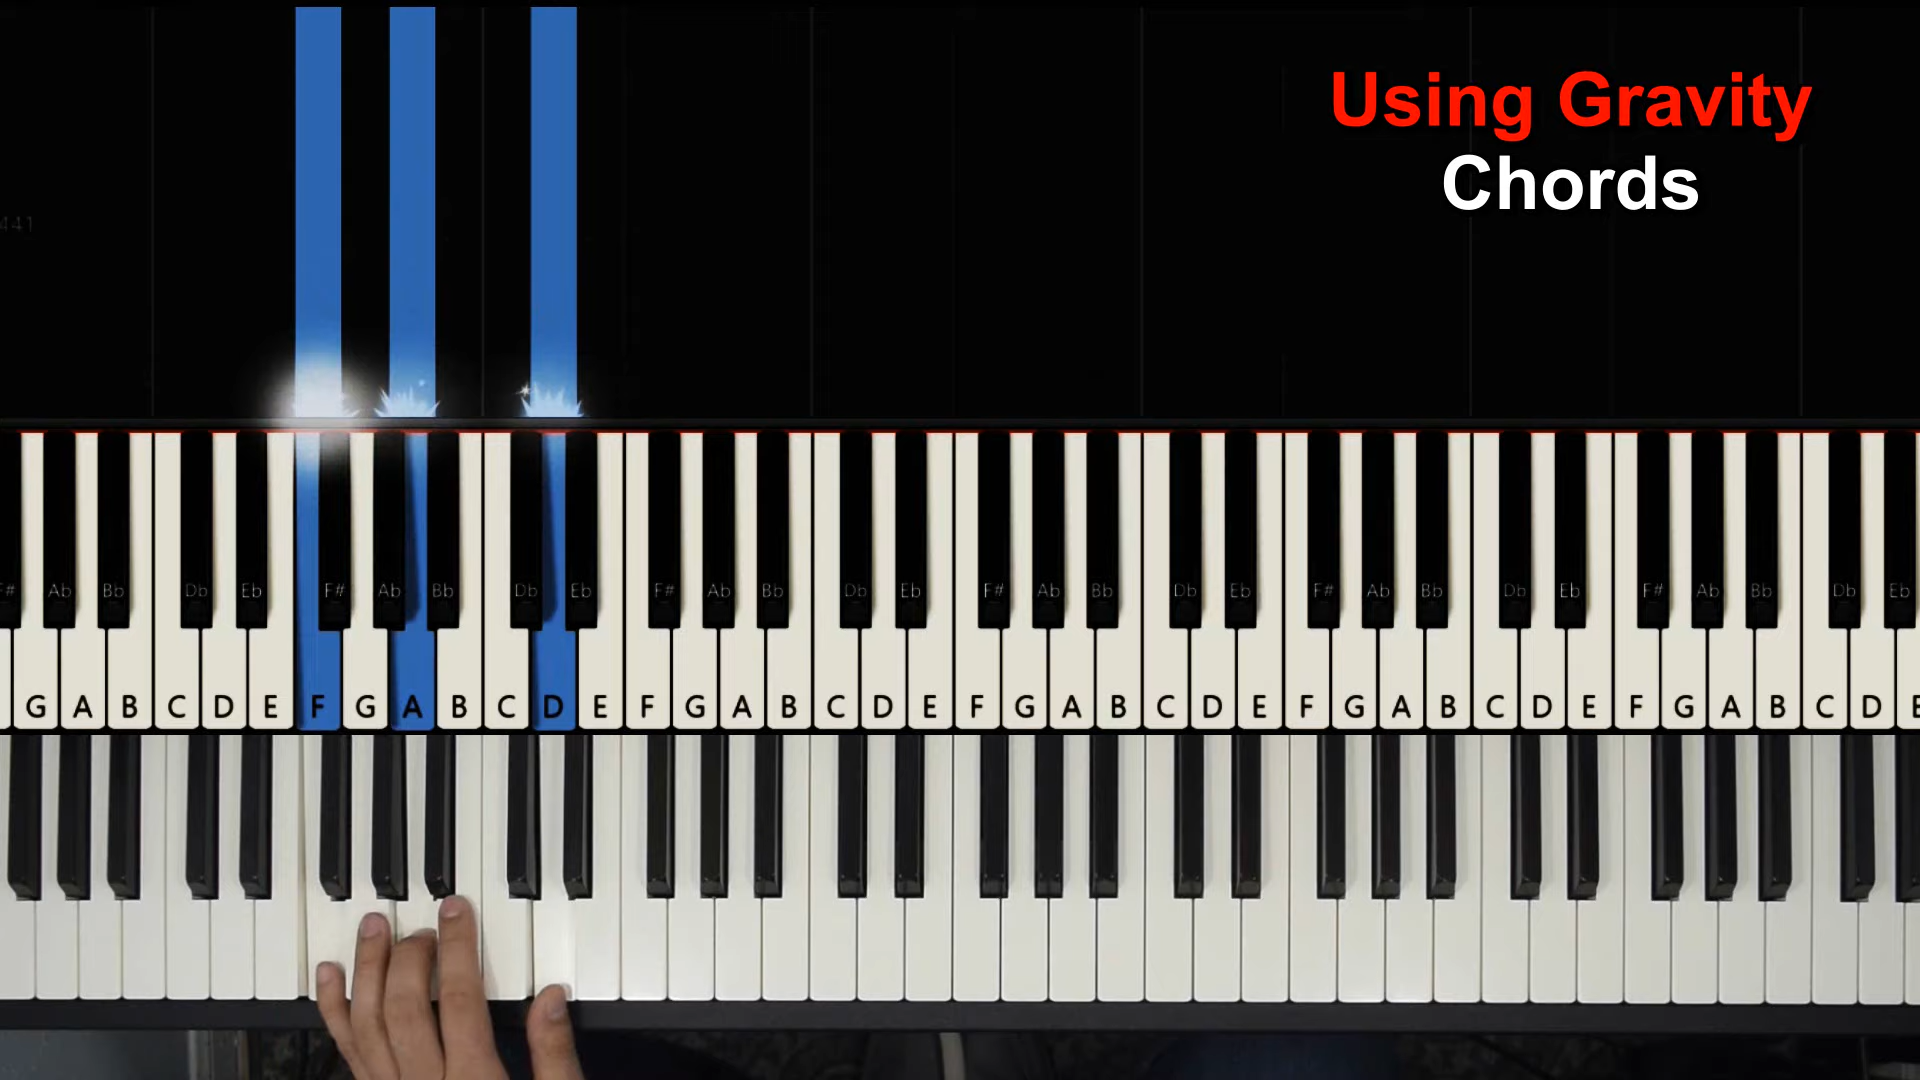 Using Gravity
Chords
441
F# Ab Bb Db Eb F# Ab Bb Db Eb F# Ab Bb Db Eb F# Ab Bb Db Eb F# Ab Bb Db Eb F# Ab Bb Db Eb
G A B C D E F G A B C D E F G A B C D E F G A B C D E F G A B C D E F G A B C D E